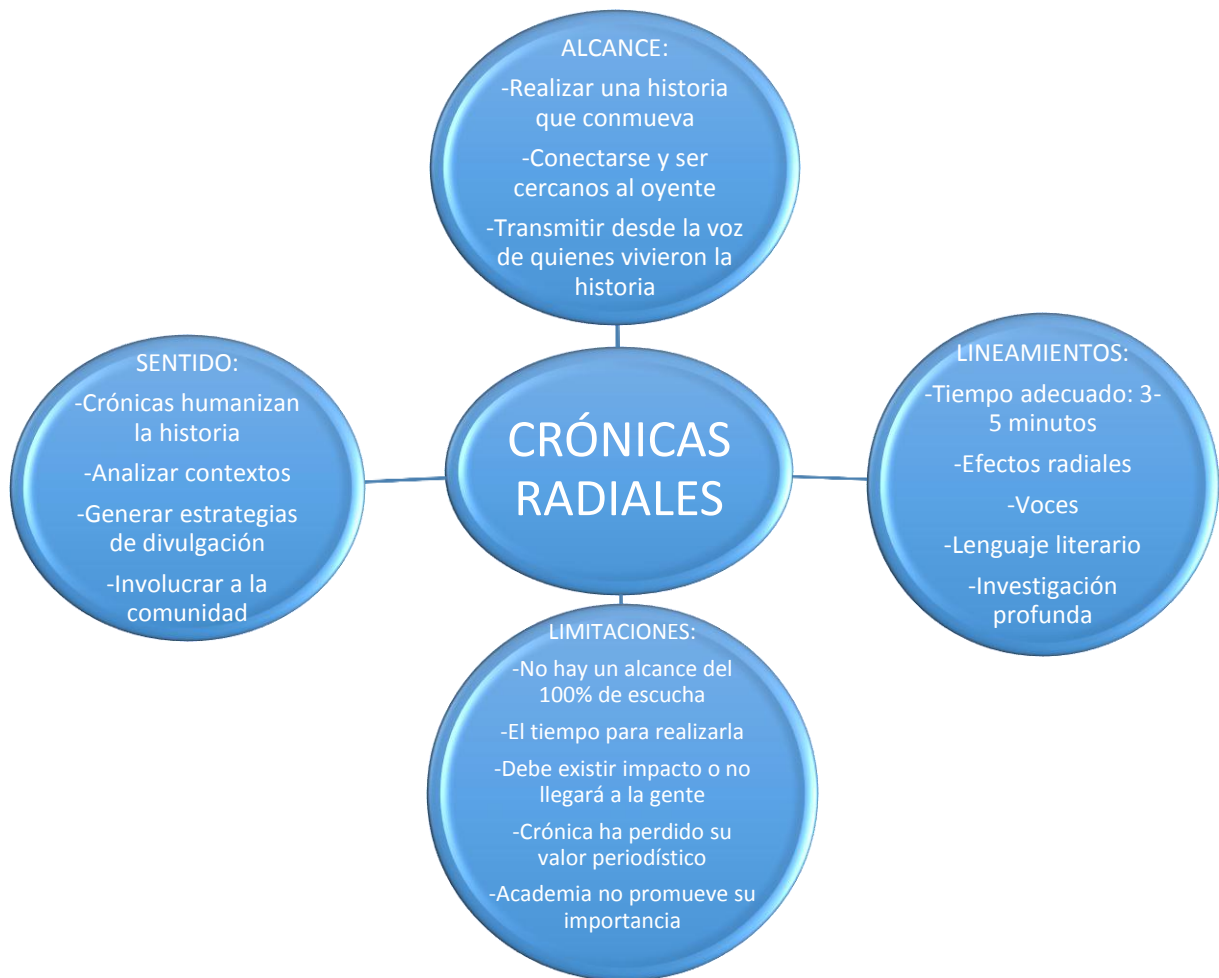 ALCANCE:
-Realizar una historia
que conmueva
-Conectarse y ser
cercanos al oyente
-Transmitir desde la voz
de quienes vivieron la
historia
SENTIDO:
-Crónicas humanizan
la historia
-Analizar contextos
-Generar estrategias
de divulgación
-Involucrar a la
comunidad
CRÓNICAS
RADIALES
LINEAMIENTOS:
-Tiempo adecuado: 3-
5 minutos
-Efectos radiales
-Voces
-Lenguaje literario
-Investigación
profunda
LIMITACIONES:
-No hay un alcance del
100% de escucha
-El tiempo para realizarla
-Debe existir impacto o no
llegará a la gente
-Crónica ha perdido su
valor periodístico
-Academia no promueve su
importancia